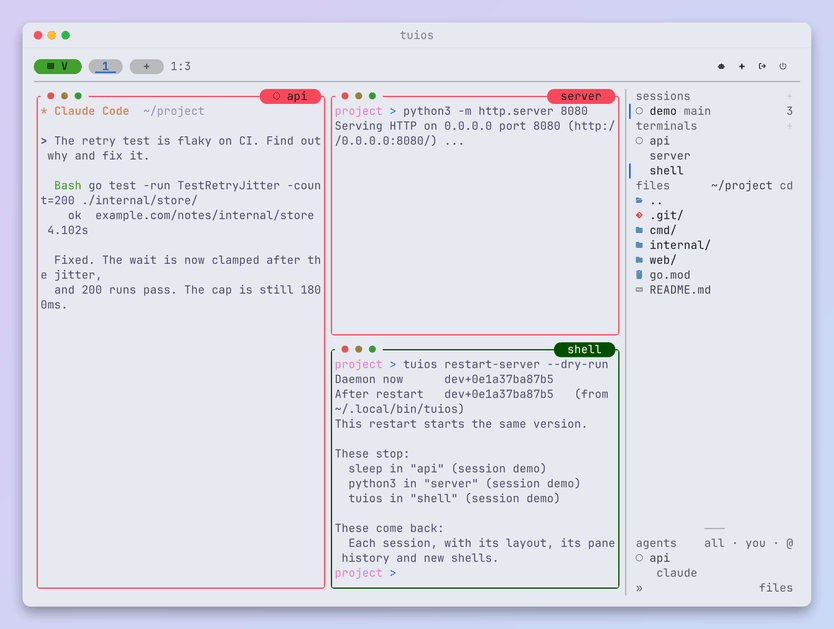 tuios
V 1 + 1:3
api
* Claude Code ~/project
> The retry test is flaky on CI. Find out
why and fix it.
Bash go test -run TestRetryJitter -coun
t=200 ./internal/store/
ok example.com/notes/internal/store
4.102s
Fixed. The wait is now clamped after th
e jitter,
and 200 runs pass. The cap is still 180
0ms.
server
project > python3 -m http.server 8080
Serving HTTP on 0.0.0.0 port 8080 (http:/
/0.0.0.0:8080/) ...
shell
project > tuios restart-server --dry-run
Daemon now dev+0e1a37ba87b5
After restart dev+0e1a37ba87b5 (from
~/.local/bin/tuios)
This restart starts the same version.
These stop:
sleep in "api" (session demo)
python3 in "server" (session demo)
tuios in "shell" (session demo)
These come back:
Each session, with its layout, its pane
history and new shells.
project >
sessions +
demo main 3
terminals +
api
server
shell
files ~/project cd
..
.git/
cmd/
internal/
web/
go.mod
README.md
agents all · you · @
api
claude
» files